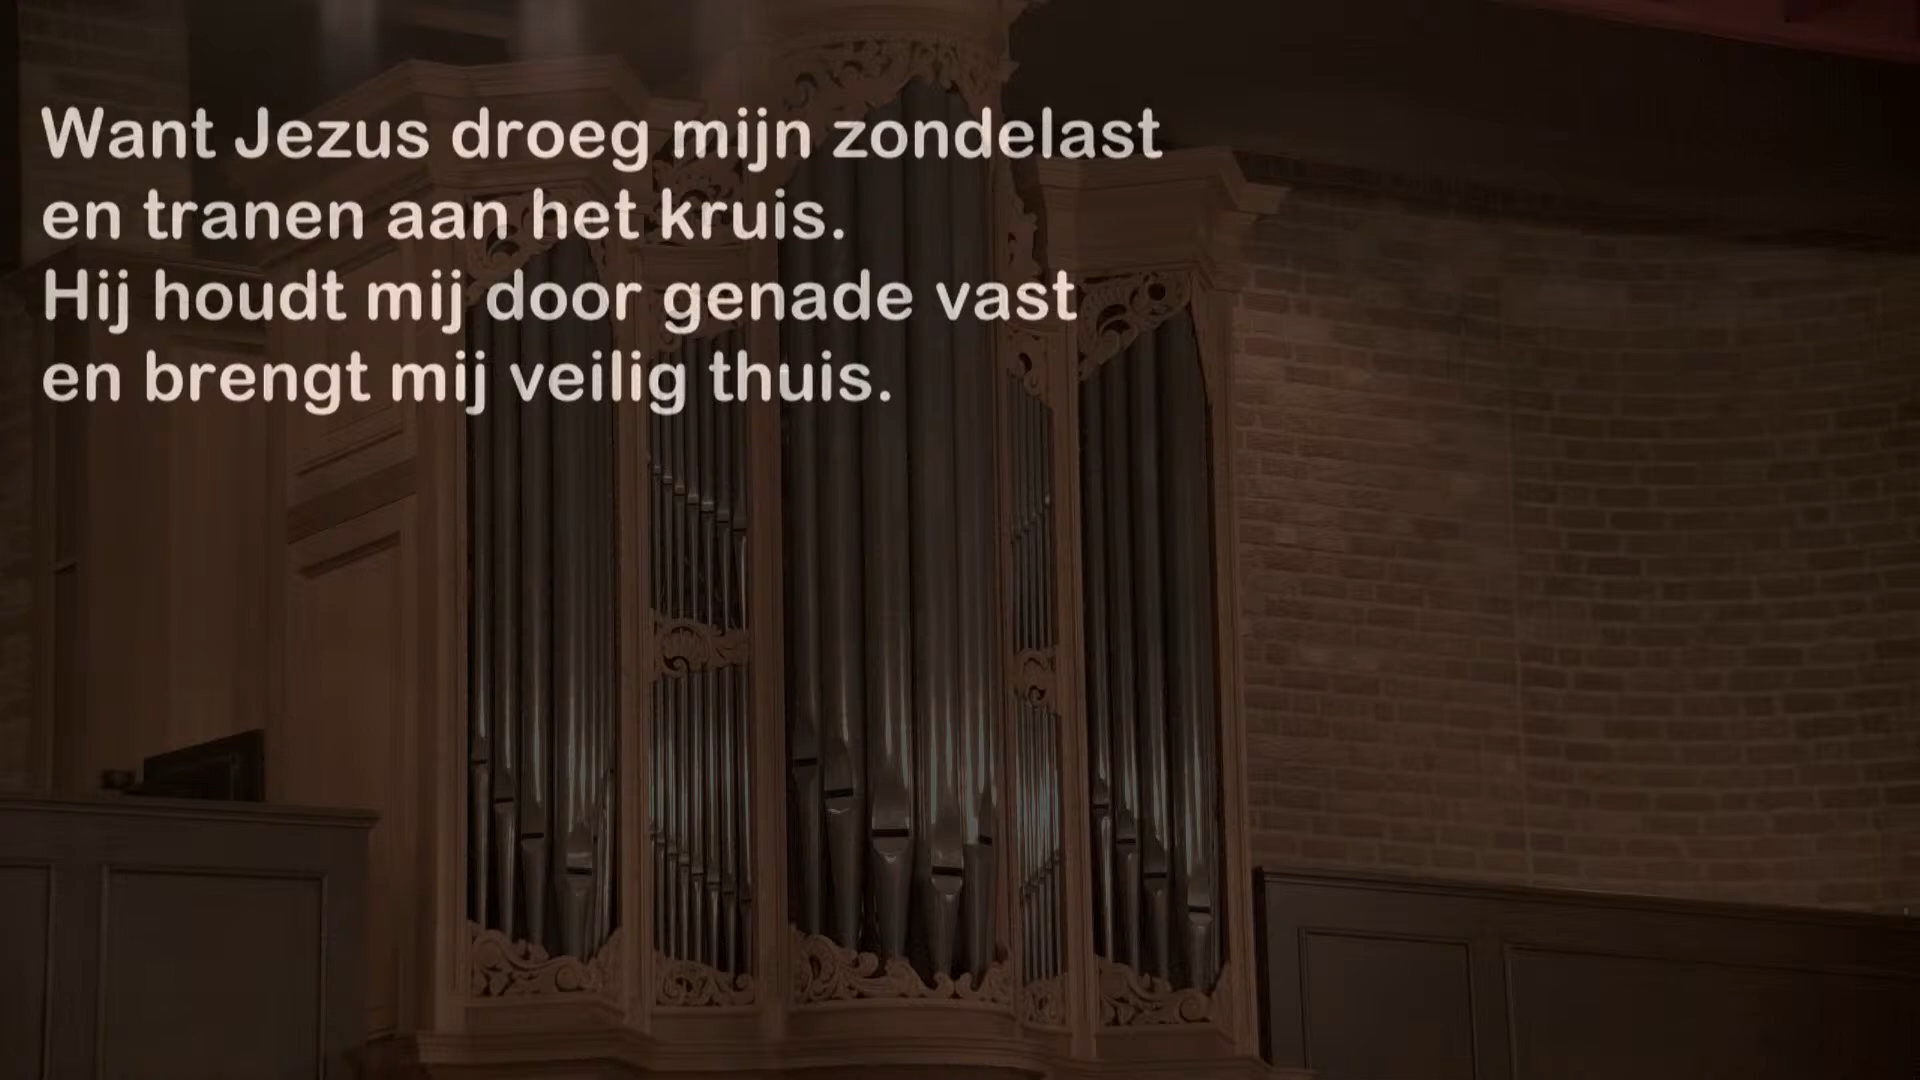 Want Jezus droeg mijn zondelast
en tranen aan het kruis.
Hij houdt mij door genade vast
en brengt mij veilig thuis.